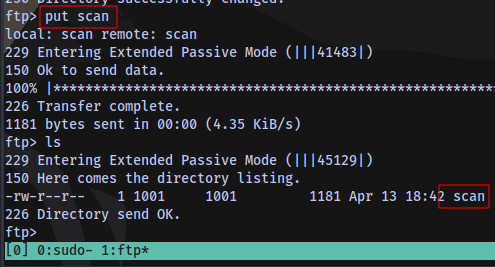 250 Directory successfully changed.
ftp> put scan
local: scan remote: scan
229 Entering Extended Passive Mode (|||41483|)
150 Ok to send data.
100% |***********************************************************
226 Transfer complete.
1181 bytes sent in 00:00 (4.35 KiB/s)
ftp> ls
229 Entering Extended Passive Mode (|||45129|)
150 Here comes the directory listing.
-rw-r--r-- 1 1001 1001 1181 Apr 13 18:42 scan
226 Directory send OK.
ftp>
[0] 0:sudo- 1:ftp*